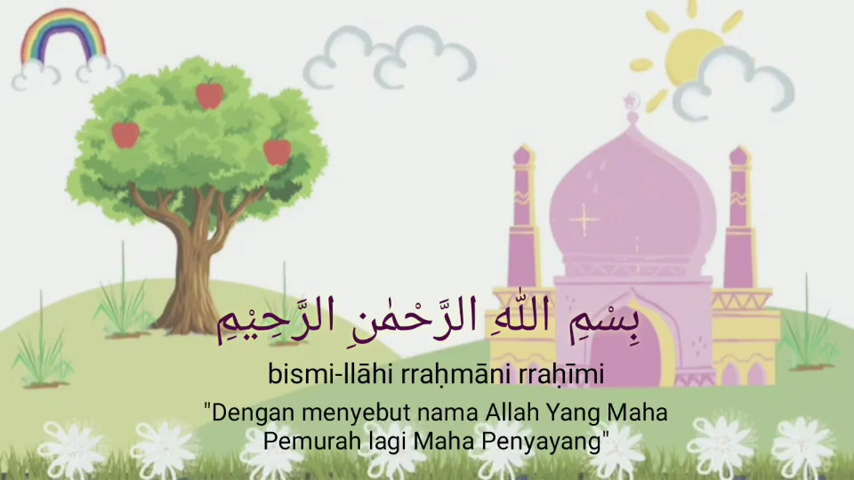 بِسْمِ اللّٰهِ الرَّحْمٰنِ الرَّحِيْمِ
bismi-llāhi rraḥmāni rraḥīmi
"Dengan menyebut nama Allah Yang Maha
Pemurah lagi Maha Penyayang"